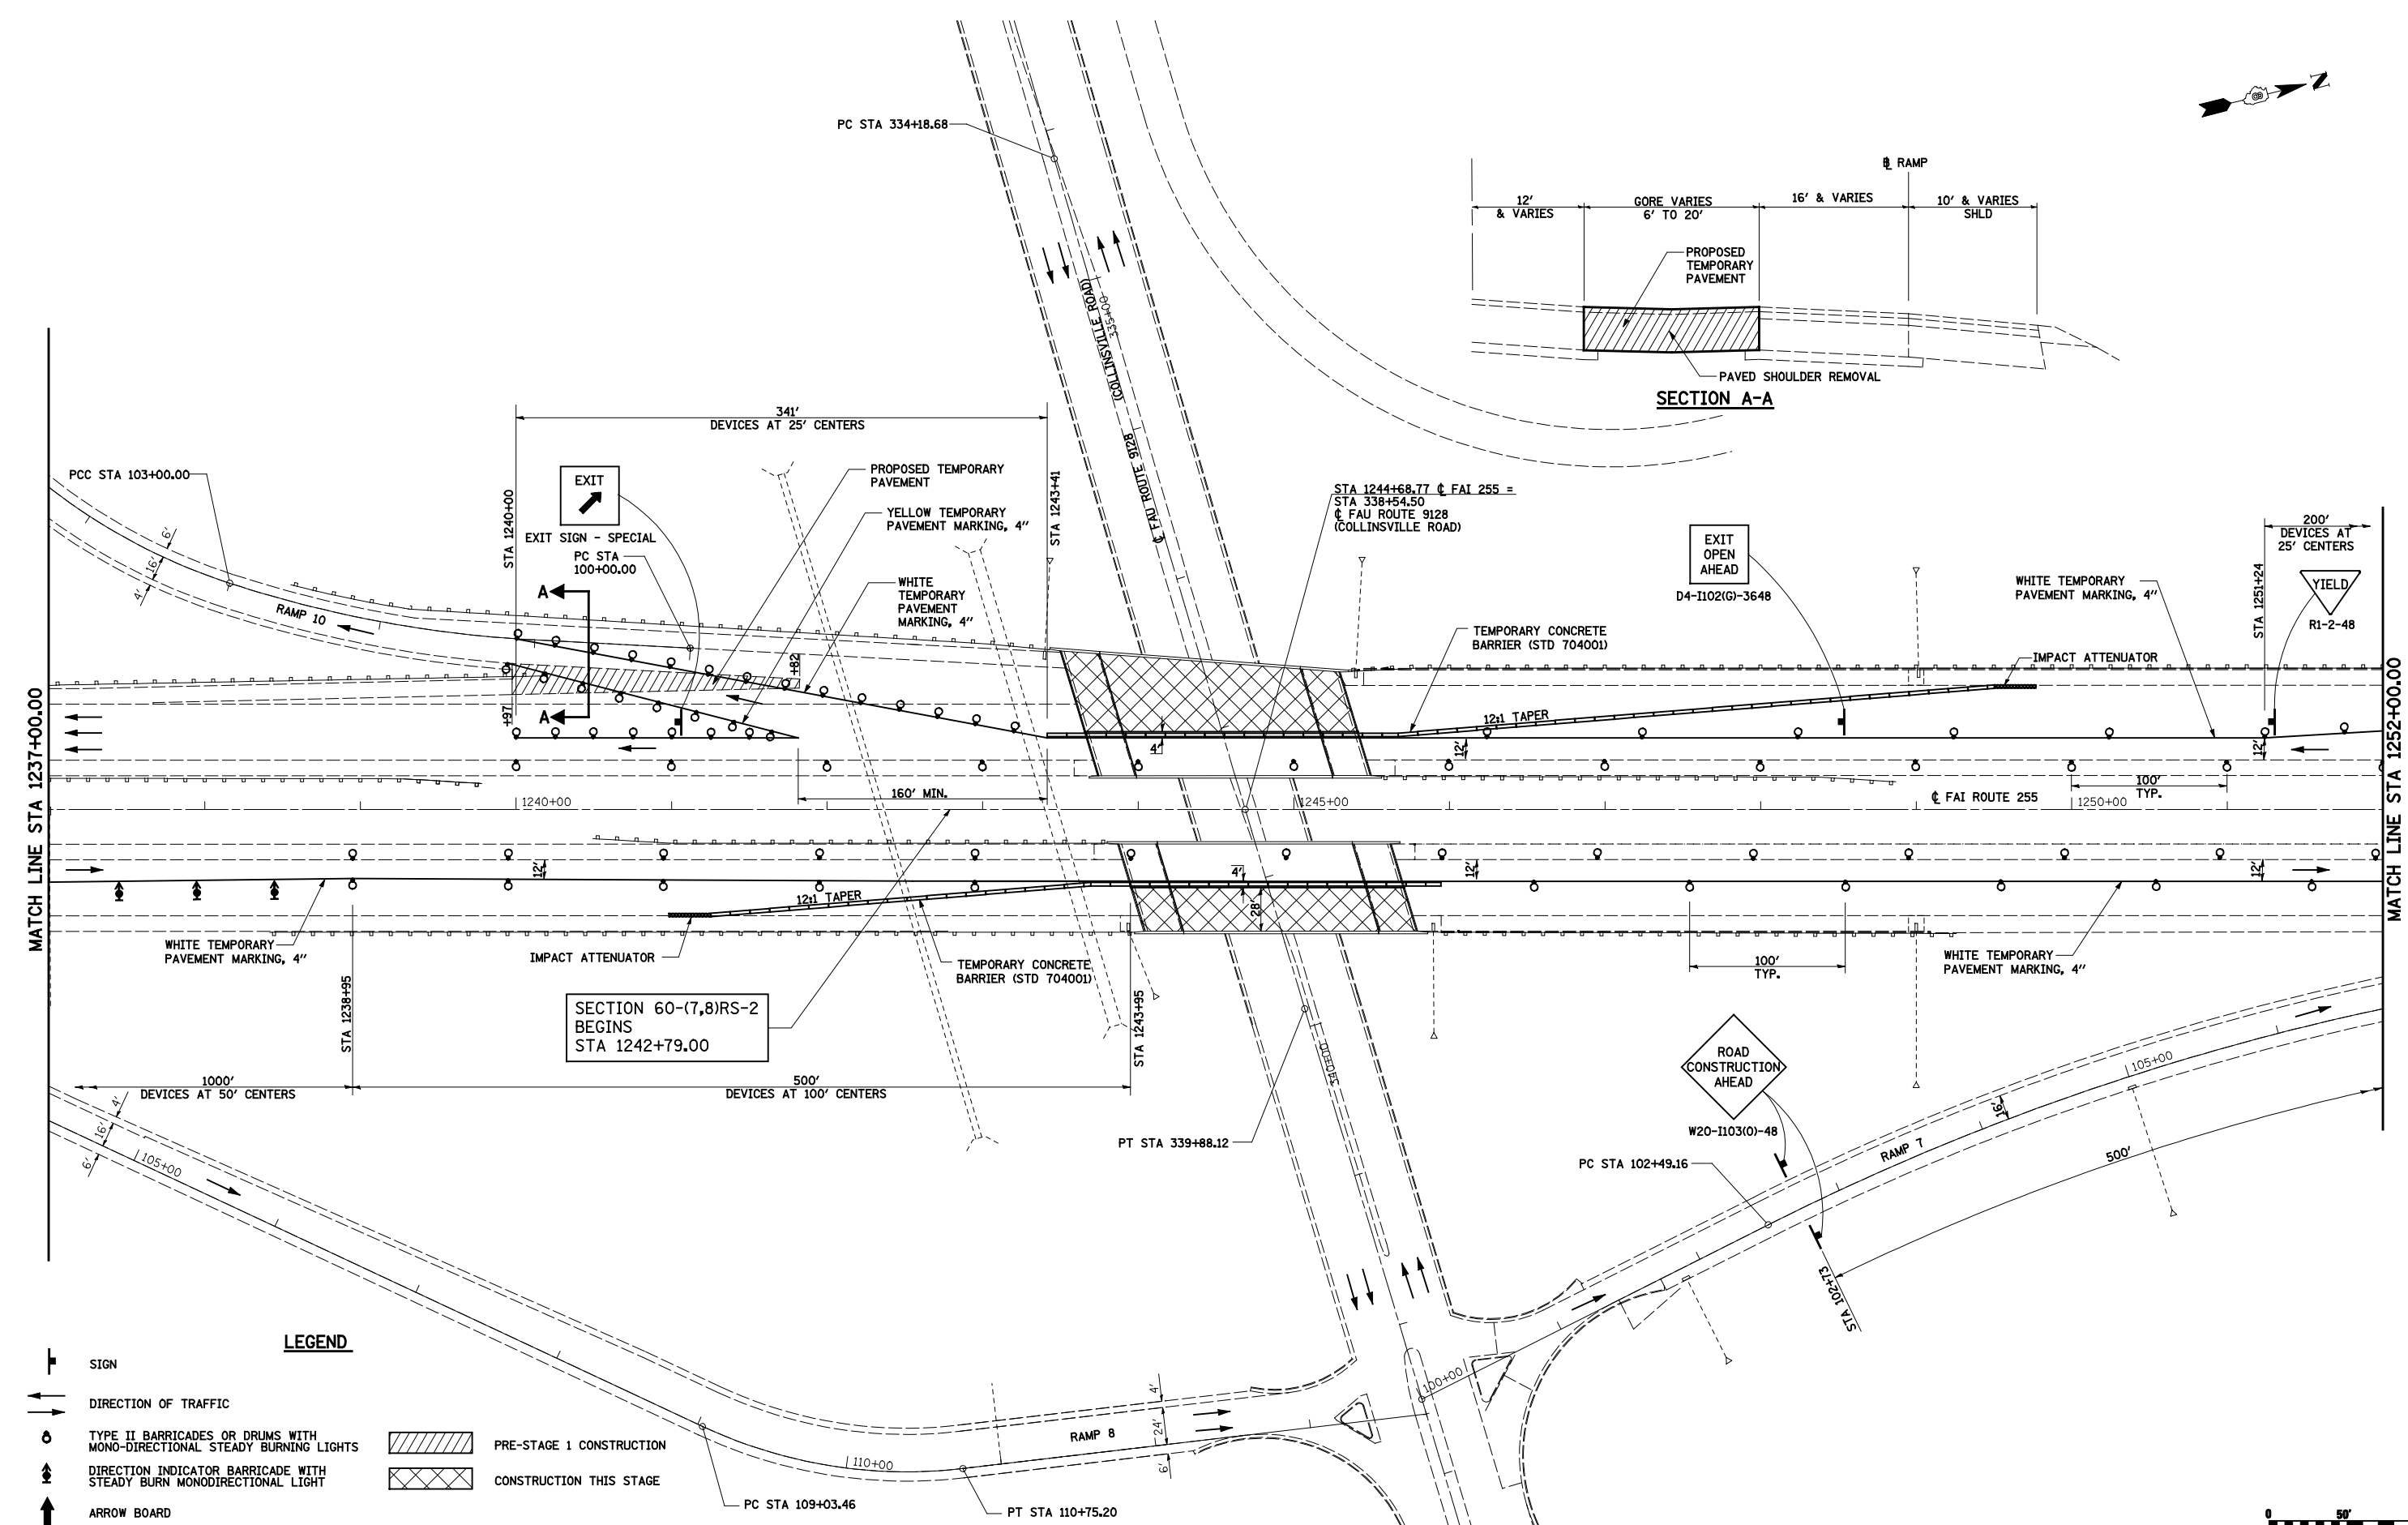 PC STA 334+18.68
N
℄ RAMP
12'
& VARIES
GORE VARIES
6' TO 20'
16' & VARIES
10' & VARIES
SHLD
PROPOSED
TEMPORARY
PAVEMENT
PAVED SHOULDER REMOVAL
SECTION A-A
(COLLINSVILLE ROAD)
335+00
℄ FAU ROUTE 9128
341'
DEVICES AT 25' CENTERS
PCC STA 103+00.00
STA 1240+00
EXIT
EXIT SIGN - SPECIAL
PC STA
100+00.00
PROPOSED TEMPORARY
PAVEMENT
YELLOW TEMPORARY
PAVEMENT MARKING, 4"
WHITE
TEMPORARY
PAVEMENT
MARKING, 4"
STA 1243+41
STA 1244+68.77 ℄ FAI 255 =
STA 338+54.50
℄ FAU ROUTE 9128
(COLLINSVILLE ROAD)
EXIT
OPEN
AHEAD
D4-I102(G)-3648
200'
DEVICES AT
25' CENTERS
YIELD
R1-2-48
STA 1251+24
WHITE TEMPORARY
PAVEMENT MARKING, 4"
TEMPORARY CONCRETE
BARRIER (STD 704001)
IMPACT ATTENUATOR
6'
16'
4'
RAMP 10
A
A
+82
+97
12:1 TAPER
4'
12'
12'
MATCH LINE STA 1237+00.00
MATCH LINE STA 1252+00.00
160' MIN.
1240+00
1245+00
℄ FAI ROUTE 255
1250+00
100'
TYP.
12'
12:1 TAPER
4'
28'
12'
12'
WHITE TEMPORARY
PAVEMENT MARKING, 4"
IMPACT ATTENUATOR
TEMPORARY CONCRETE
BARRIER (STD 704001)
100'
TYP.
WHITE TEMPORARY
PAVEMENT MARKING, 4"
STA 1238+95
SECTION 60-(7,8)RS-2
BEGINS
STA 1242+79.00
STA 1243+95
340+00
1000'
DEVICES AT 50' CENTERS
500'
DEVICES AT 100' CENTERS
ROAD
CONSTRUCTION
AHEAD
W20-I103(0)-48
105+00
16'
RAMP 7
500'
4'
16'
6'
105+00
PT STA 339+88.12
PC STA 102+49.16
STA 102+73
100+00
LEGEND
SIGN
DIRECTION OF TRAFFIC
TYPE II BARRICADES OR DRUMS WITH
MONO-DIRECTIONAL STEADY BURNING LIGHTS
DIRECTION INDICATOR BARRICADE WITH
STEADY BURN MONODIRECTIONAL LIGHT
ARROW BOARD
PRE-STAGE 1 CONSTRUCTION
CONSTRUCTION THIS STAGE
4'
24'
6'
RAMP 8
110+00
PC STA 109+03.46
PT STA 110+75.20
0
50'